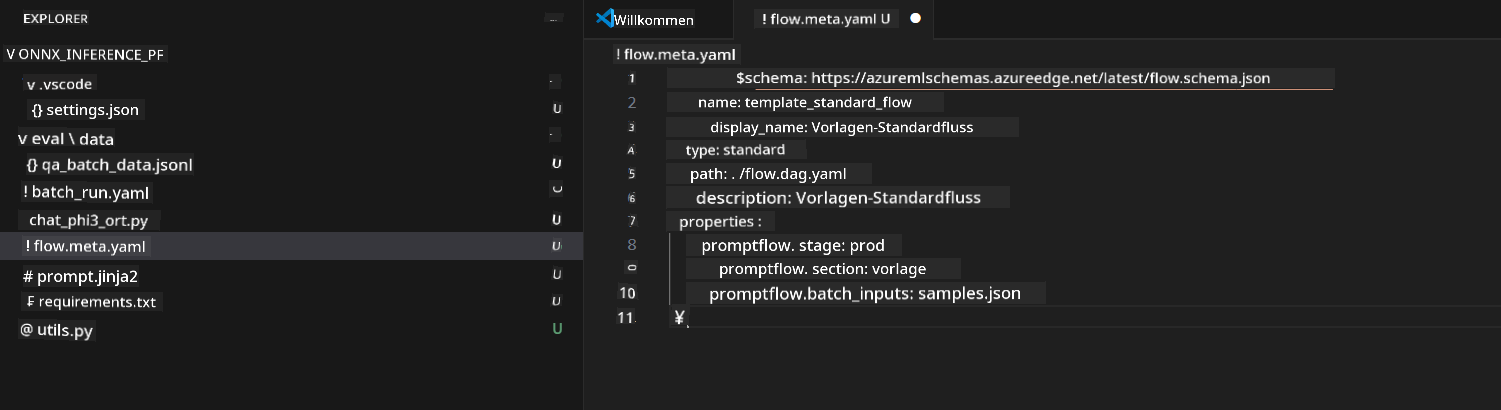 EXPLORER
V ONNX_INFERENCE_PF
v .vscode
{} settings.json U
v eval \ data
{} qa_batch_data.jsonl U
! batch_run.yaml
chat_phi3_ort.py U
! flow.meta.yaml U
# prompt.jinja2 U
requirements.txt U
@ utils.py U
Willkommen ! flow.meta.yaml U
! flow.meta.yaml
1 $schema: https://azuremlschemas.azureedge.net/latest/flow.schema.json
2 name: template_standard_flow
3 display_name: Vorlagen-Standardfluss
type: standard
5 path: . /flow.dag.yaml
6 description: Vorlagen-Standardfluss
7 properties :
8 promptflow. stage: prod
promptflow. section: vorlage
10 promptflow.batch_inputs: samples.json
11. ¥